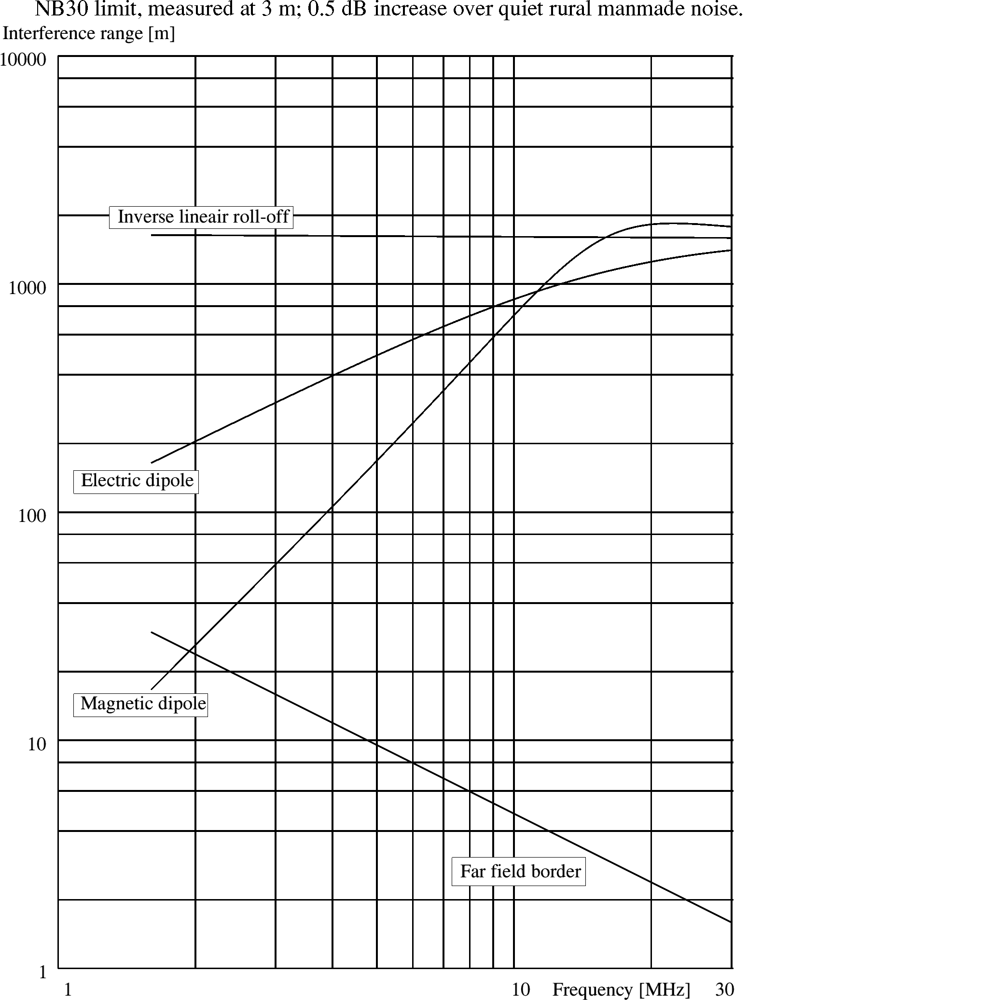 NB30 limit, measured at 3 m; 0.5 dB increase over quiet rural manmade noise.
Interference range [m]
10000
Inverse lineair roll-off
1000
Electric dipole
100
Magnetic dipole
10
Far field border
1
1 10 Frequency [MHz] 30